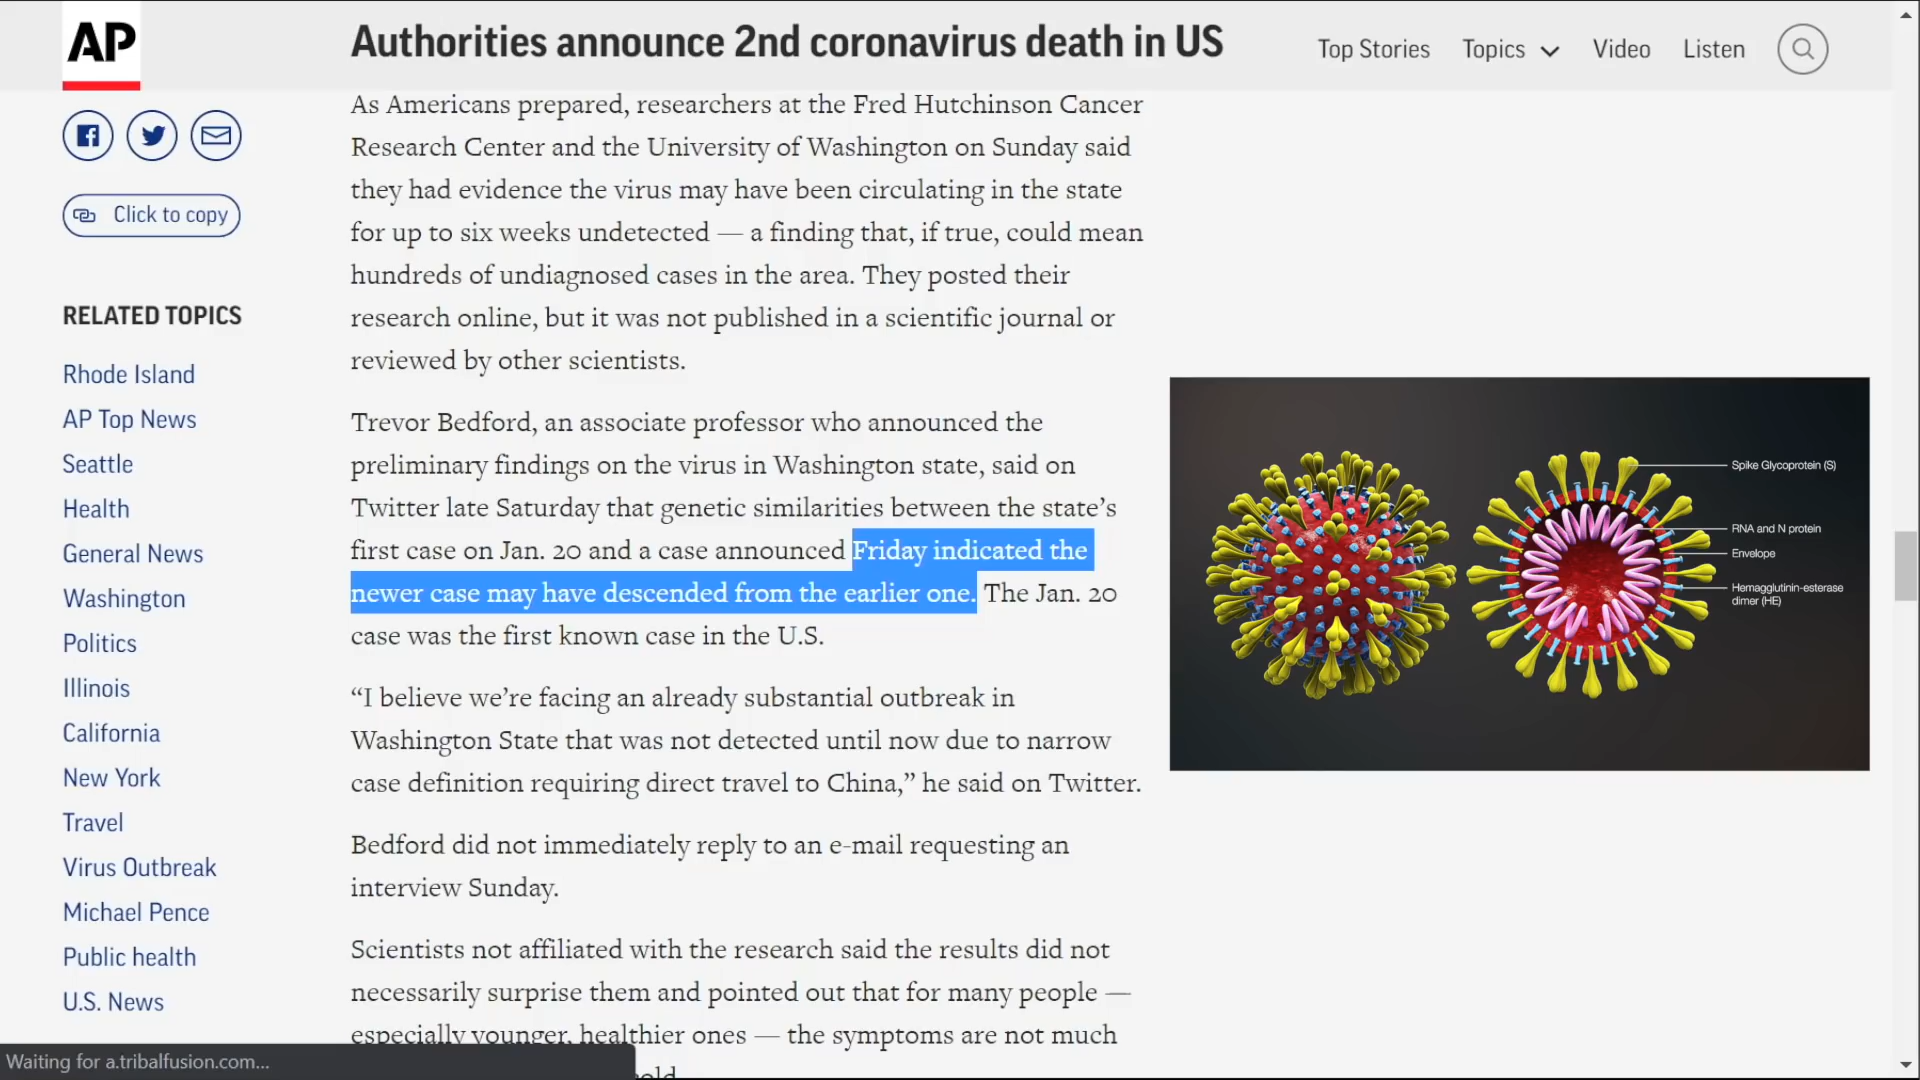 AP
Authorities announce 2nd coronavirus death in US
Top Stories
Topics
Video
Listen
Click to copy
RELATED TOPICS
Rhode Island
AP Top News
Seattle
Health
General News
Washington
Politics
Illinois
California
New York
Travel
Virus Outbreak
Michael Pence
Public health
U.S. News
As Americans prepared, researchers at the Fred Hutchinson Cancer
Research Center and the University of Washington on Sunday said
they had evidence the virus may have been circulating in the state
for up to six weeks undetected — a finding that, if true, could mean
hundreds of undiagnosed cases in the area. They posted their
research online, but it was not published in a scientific journal or
reviewed by other scientists.
Trevor Bedford, an associate professor who announced the
preliminary findings on the virus in Washington state, said on
Twitter late Saturday that genetic similarities between the state’s
first case on Jan. 20 and a case announced Friday indicated the
newer case may have descended from the earlier one. The Jan. 20
case was the first known case in the U.S.
“I believe we’re facing an already substantial outbreak in
Washington State that was not detected until now due to narrow
case definition requiring direct travel to China,” he said on Twitter.
Bedford did not immediately reply to an e-mail requesting an
interview Sunday.
Scientists not affiliated with the research said the results did not
necessarily surprise them and pointed out that for many people —
especially younger, healthier ones — the symptoms are not much
Spike Glycoprotein (S)
RNA and N protein
Envelope
Hemagglutinin-esterase
dimer (HE)
Waiting for a.tribalfusion.com...